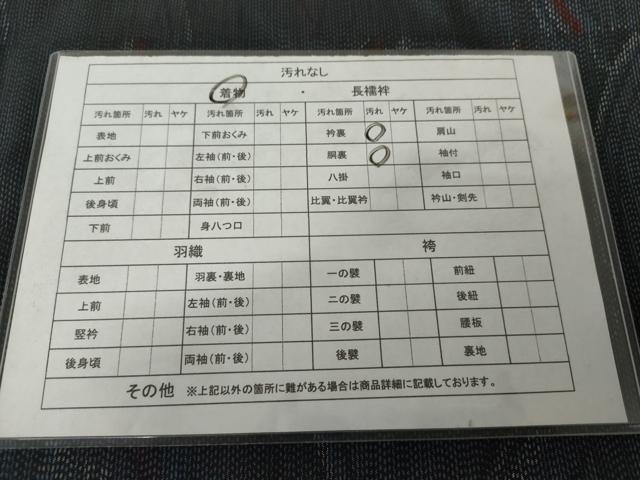 汚れなし
着物 ・ 長襦袢
汚れ箇所 汚れ ヤケ 汚れ箇所 汚れ ヤケ 汚れ箇所 汚れ ヤケ 汚れ箇所 汚れ ヤケ
表地 下前おくみ 衿裏 肩山
上前おくみ 左袖(前・後) 胴裏 袖付
上前 右袖(前・後) 八掛 袖口
後身頃 両袖(前・後) 比翼・比翼衿 衿山・剣先
下前 身八つ口
羽織 袴
表地 羽裏・裏地 一の襞 前紐
上前 左袖(前・後) 二の襞 後紐
竪衿 右袖(前・後) 三の襞 腰板
後身頃 両袖(前・後) 後襞 裏地
その他 ※上記以外の箇所に難がある場合は商品詳細に記載しております。